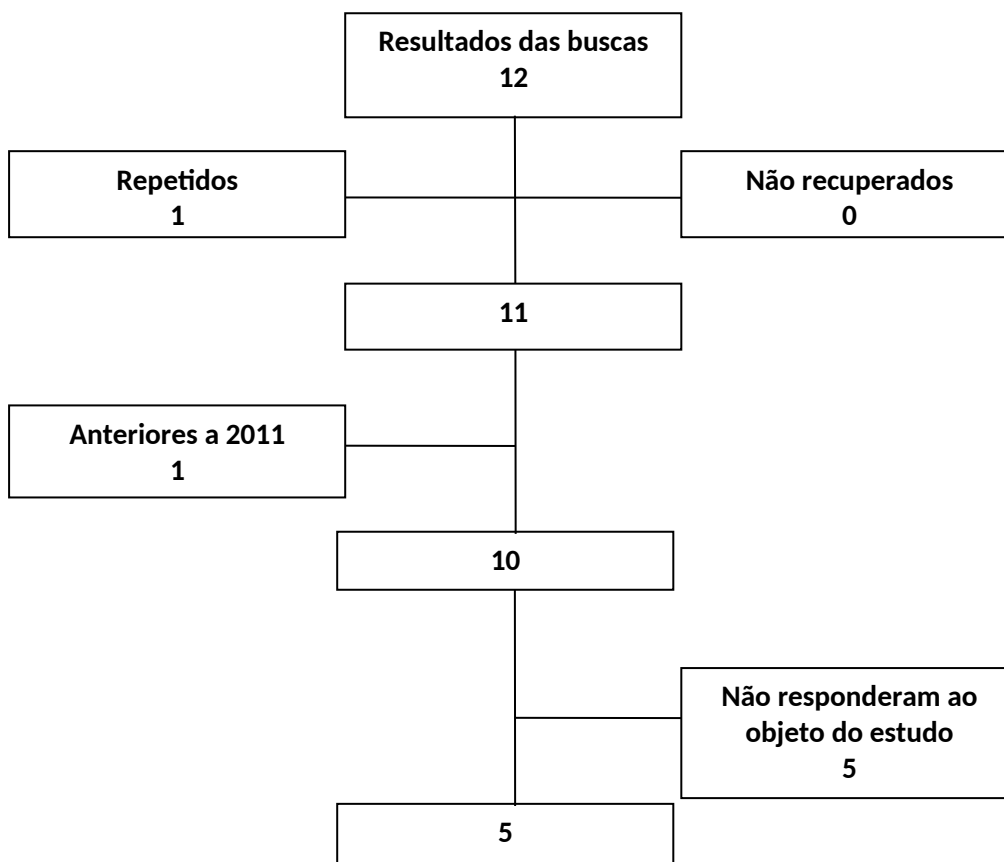 Resultados das buscas
12
Repetidos
1
Não recuperados
0
11
Anteriores a 2011
1
10
Não responderam ao
objeto do estudo
5
5